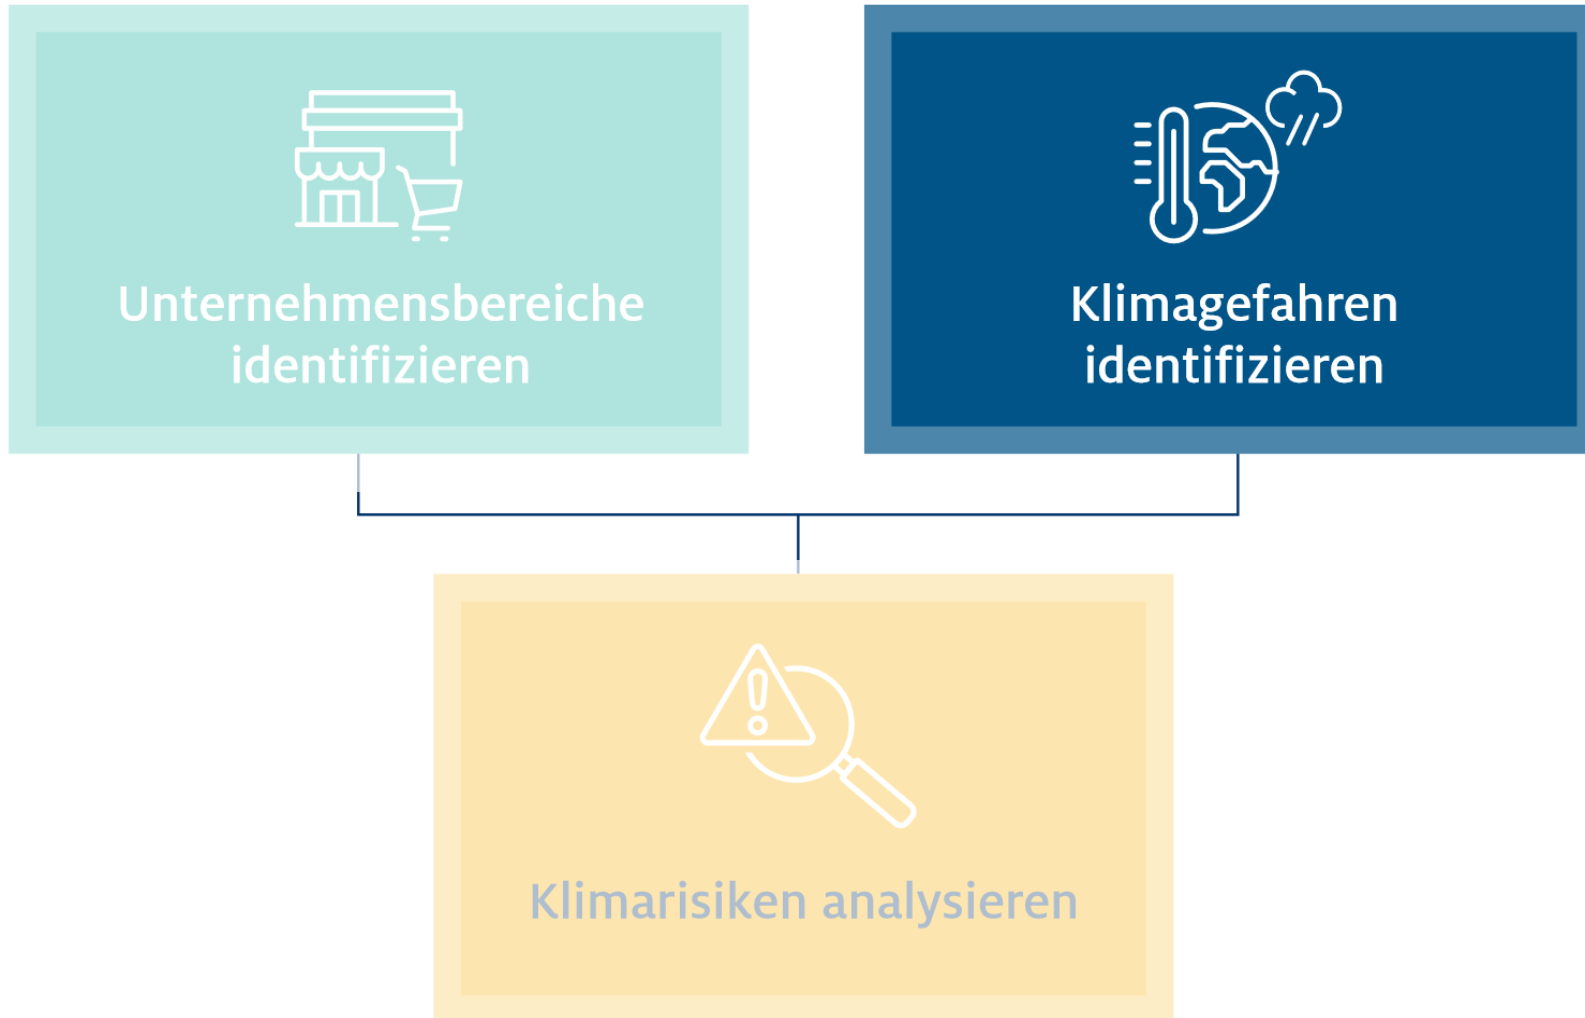 Unternehmensbereiche
identifizieren
Klimagefahren
identifizieren
Klimarisiken analysieren